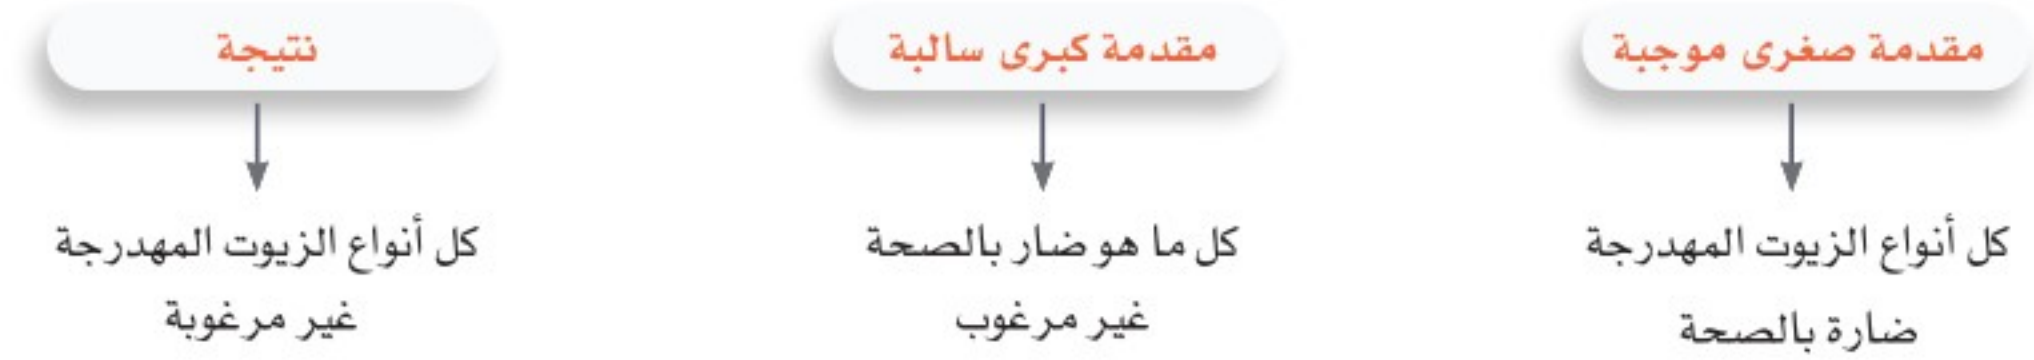 مقدمة صغرى موجبة
كل أنواع الزيوت المهدرجة
ضارة بالصحة
مقدمة كبرى سالبة
كل ما هو ضار بالصحة
غير مرغوب
نتيجة
كل أنواع الزيوت المهدرجة
غير مرغوبة